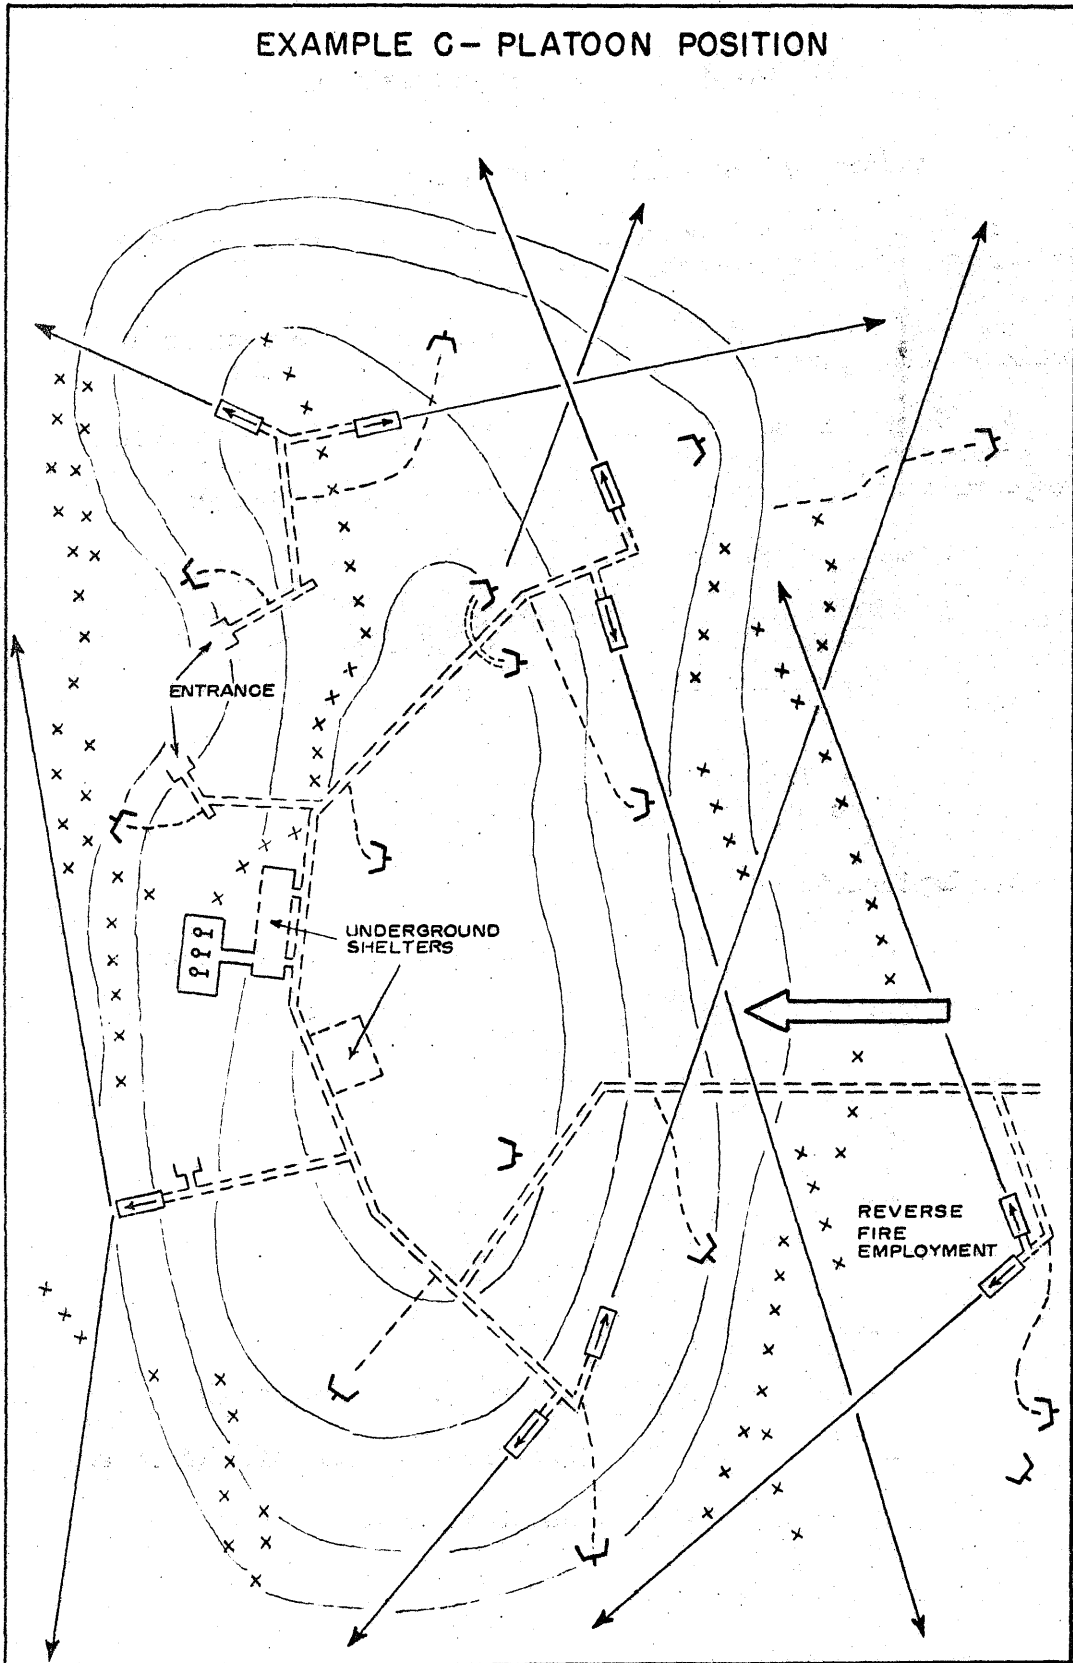 EXAMPLE C- PLATOON POSITION
ENTRANCE
UNDERGROUND
SHELTERS
REVERSE
FIRE
EMPLOYMENT